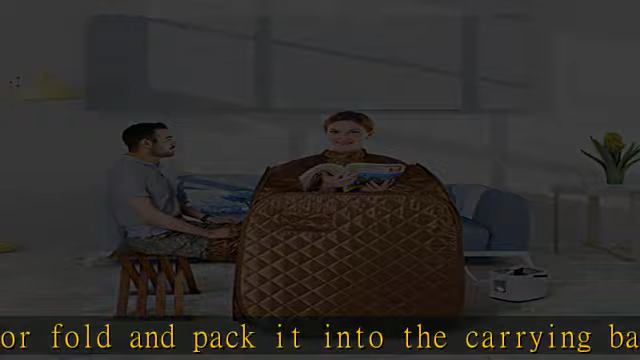 or fold and pack it into the carrying ba